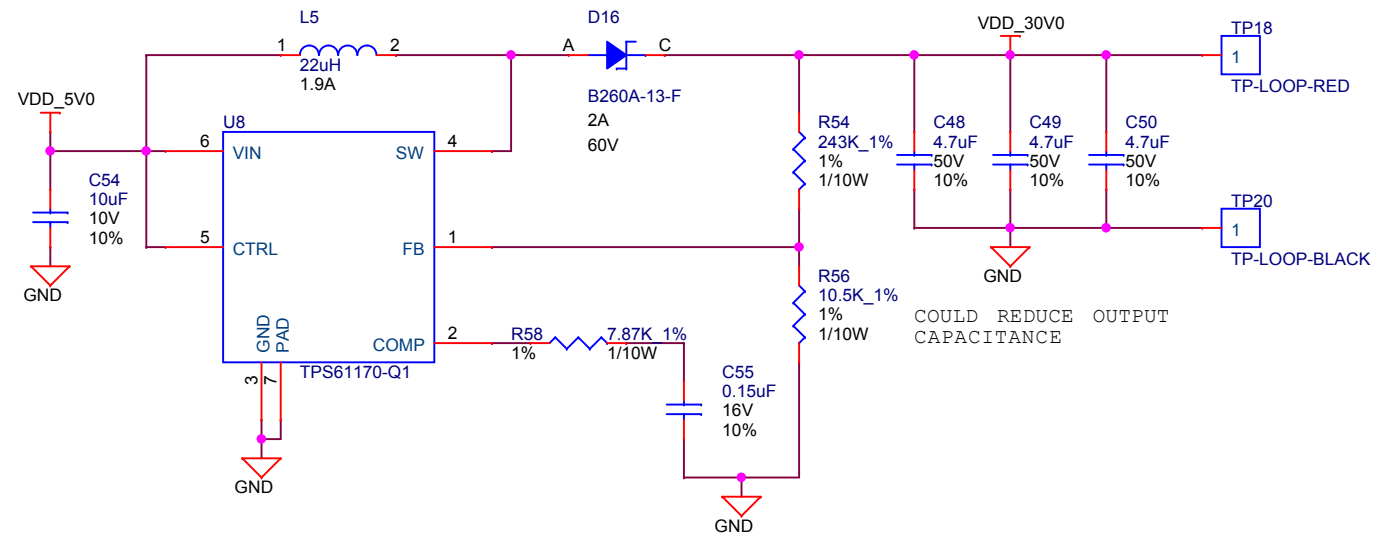 L5
1
2
22uH
1.9A
D16
A
C
B260A-13-F
2A
60V
VDD_30V0
TP18
1
TP-LOOP-RED
VDD_5V0
U8
6
VIN
SW
4
5
CTRL
FB
1
COMP
2
GND
PAD
3
7
TPS61170-Q1
GND
C54
10uF
10V
10%
GND
R54
243K_1%
1%
1/10W
C48
4.7uF
50V
10%
C49
4.7uF
50V
10%
C50
4.7uF
50V
10%
TP20
1
TP-LOOP-BLACK
GND
COULD REDUCE OUTPUT
CAPACITANCE
R56
10.5K_1%
1%
1/10W
R58
1%
7.87K_1%
1/10W
C55
0.15uF
16V
10%
GND